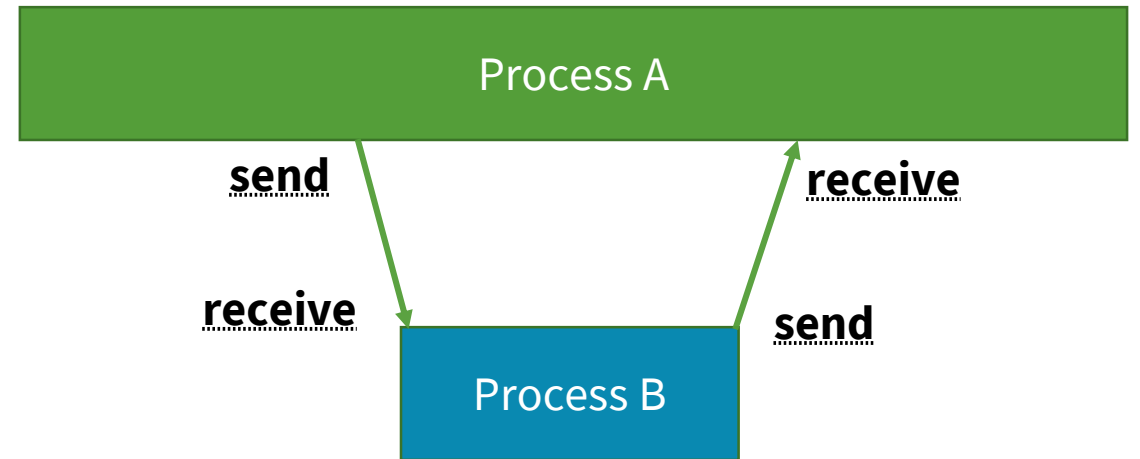 Process A
send
receive
receive
send
Process B